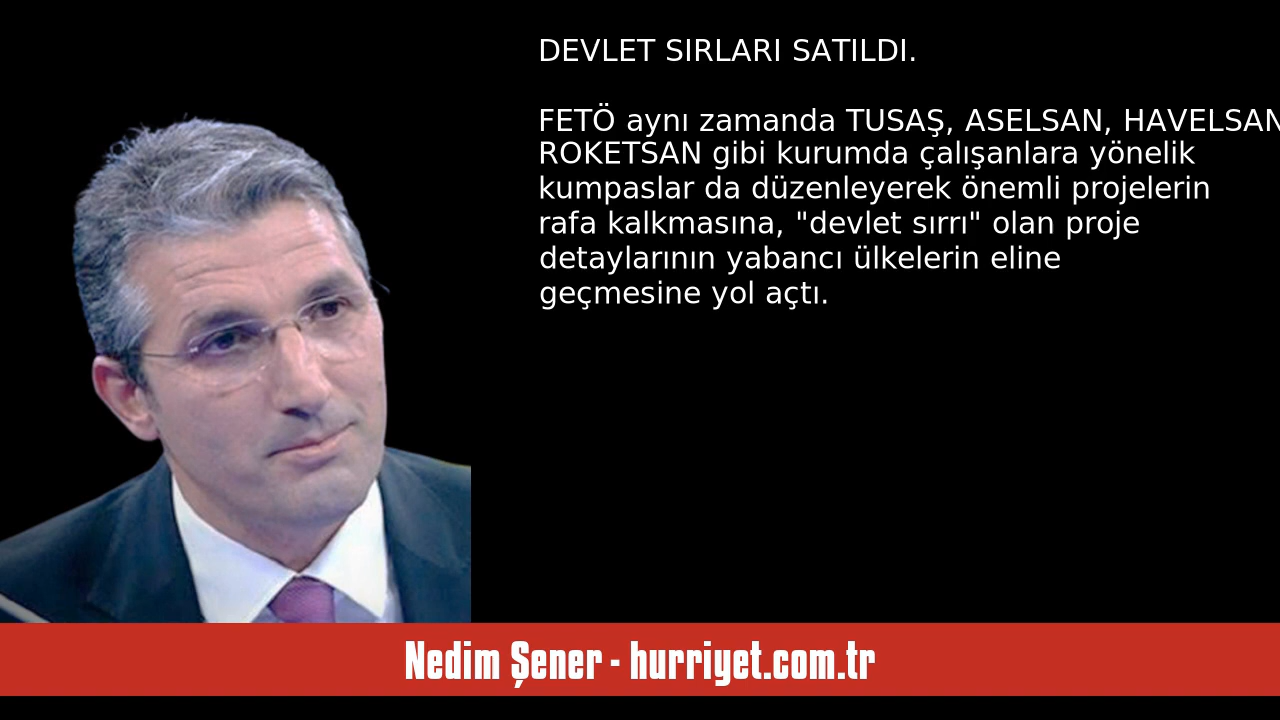 DEVLET SIRLARI SATILDI.
FETÖ aynı zamanda TUSAŞ, ASELSAN, HAVELSAN
ROKETSAN gibi kurumda çalışanlara yönelik
kumpaslar da düzenleyerek önemli projelerin
rafa kalkmasına, "devlet sırrı" olan proje
detaylarının yabancı ülkelerin eline
geçmesine yol açtı.
Nedim Şener - hurriyet.com.tr